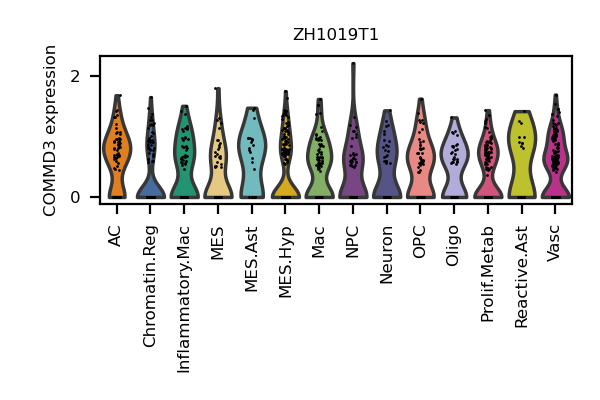 ZH1019T1
COMMD3 expression
2
0
AC
Chromatin.Reg
Inflammatory.Mac
MES
MES.Ast
MES.Hyp
Mac
NPC
Neuron
OPC
Oligo
Prolif.Metab
Reactive.Ast
Vasc